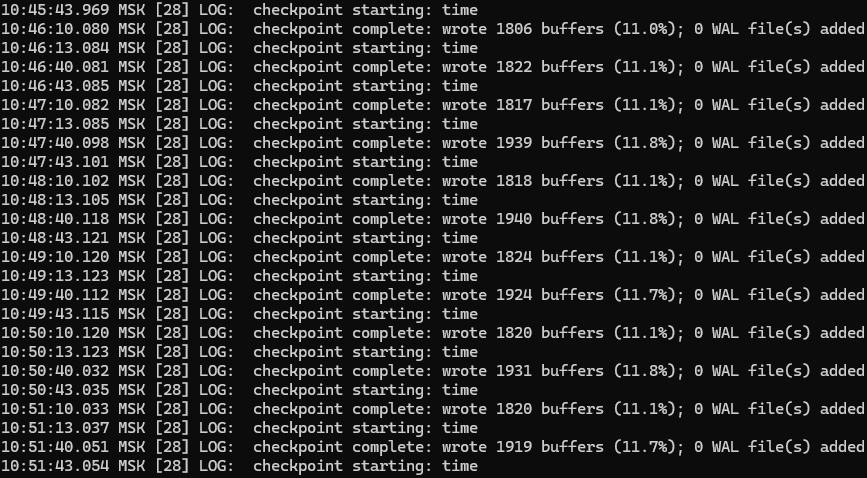 10:45:43.969 MSK [28] LOG:  checkpoint starting: time
10:46:10.080 MSK [28] LOG:  checkpoint complete: wrote 1806 buffers (11.0%); 0 WAL file(s) added
10:46:13.084 MSK [28] LOG:  checkpoint starting: time
10:46:40.081 MSK [28] LOG:  checkpoint complete: wrote 1822 buffers (11.1%); 0 WAL file(s) added
10:46:43.085 MSK [28] LOG:  checkpoint starting: time
10:47:10.082 MSK [28] LOG:  checkpoint complete: wrote 1817 buffers (11.1%); 0 WAL file(s) added
10:47:13.085 MSK [28] LOG:  checkpoint starting: time
10:47:40.098 MSK [28] LOG:  checkpoint complete: wrote 1939 buffers (11.8%); 0 WAL file(s) added
10:47:43.101 MSK [28] LOG:  checkpoint starting: time
10:48:10.102 MSK [28] LOG:  checkpoint complete: wrote 1818 buffers (11.1%); 0 WAL file(s) added
10:48:13.105 MSK [28] LOG:  checkpoint starting: time
10:48:40.118 MSK [28] LOG:  checkpoint complete: wrote 1940 buffers (11.8%); 0 WAL file(s) added
10:48:43.121 MSK [28] LOG:  checkpoint starting: time
10:49:10.120 MSK [28] LOG:  checkpoint complete: wrote 1824 buffers (11.1%); 0 WAL file(s) added
10:49:13.123 MSK [28] LOG:  checkpoint starting: time
10:49:40.112 MSK [28] LOG:  checkpoint complete: wrote 1924 buffers (11.7%); 0 WAL file(s) added
10:49:43.115 MSK [28] LOG:  checkpoint starting: time
10:50:10.120 MSK [28] LOG:  checkpoint complete: wrote 1820 buffers (11.1%); 0 WAL file(s) added
10:50:13.123 MSK [28] LOG:  checkpoint starting: time
10:50:40.032 MSK [28] LOG:  checkpoint complete: wrote 1931 buffers (11.8%); 0 WAL file(s) added
10:50:43.035 MSK [28] LOG:  checkpoint starting: time
10:51:10.033 MSK [28] LOG:  checkpoint complete: wrote 1820 buffers (11.1%); 0 WAL file(s) added
10:51:13.037 MSK [28] LOG:  checkpoint starting: time
10:51:40.051 MSK [28] LOG:  checkpoint complete: wrote 1919 buffers (11.7%); 0 WAL file(s) added
10:51:43.054 MSK [28] LOG:  checkpoint starting: time